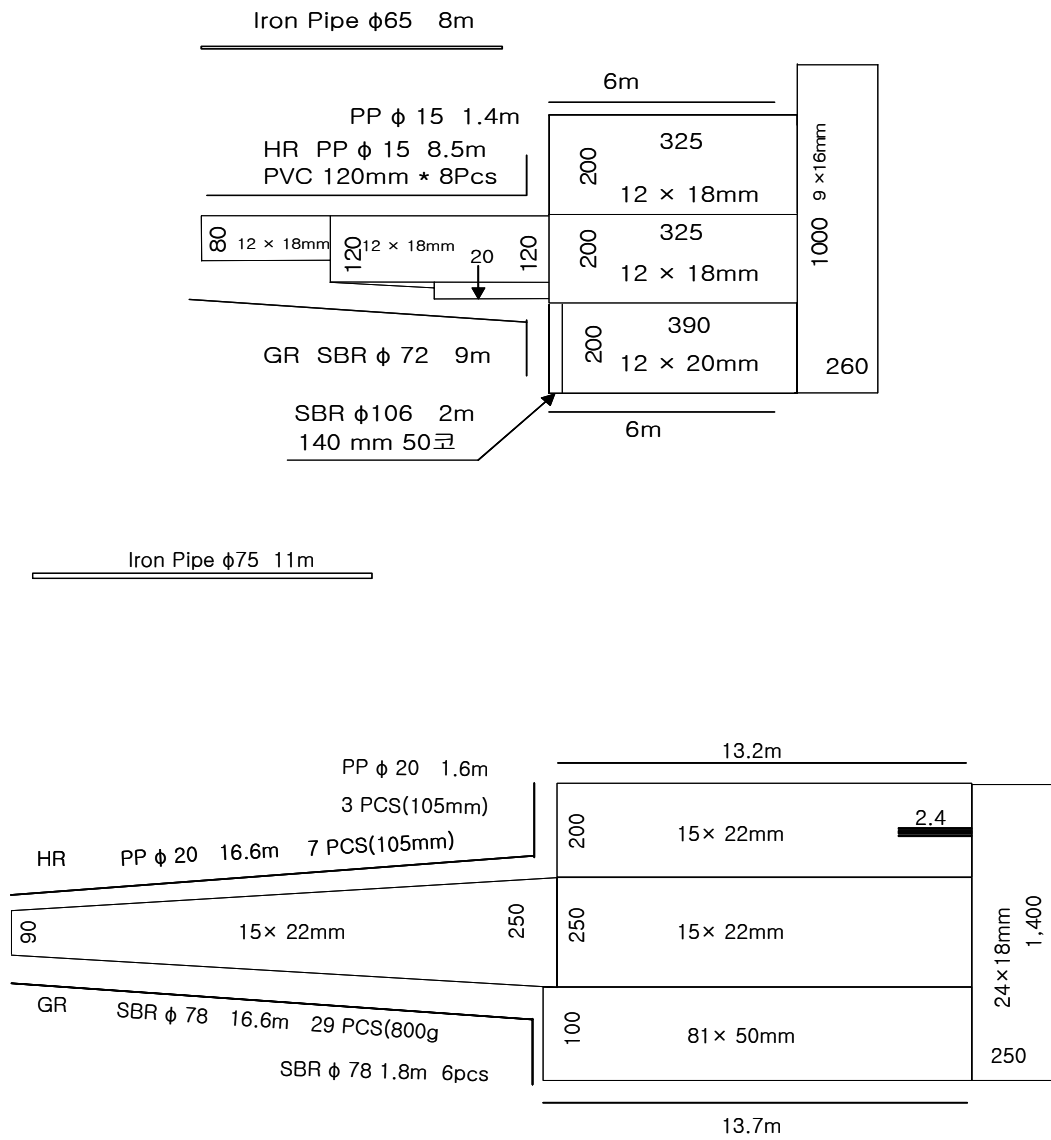 Iron Pipe ф65 8m
6m
PP ф 15 1.4m
HR PP ф 15 8.5m
PVC 120mm * 8Pcs
200
325
12 × 18mm
80
12 × 18mm
120
12 × 18mm
20
120
200
325
12 × 18mm
1000
9 ×16mm
260
200
390
12 × 20mm
GR SBR ф 72 9m
SBR ф106 2m
140 mm 50코
6m
Iron Pipe ф75 11m
13.2m
PP ф 20 1.6m
3 PCS(105mm)
HR PP ф 20 16.6m 7 PCS(105mm)
200
15× 22mm
2.4
90
15× 22mm
250
250
15× 22mm
24×18mm
1,400
250
GR SBR ф 78 16.6m 29 PCS(800g
SBR ф 78 1.8m 6pcs
100
81× 50mm
13.7m